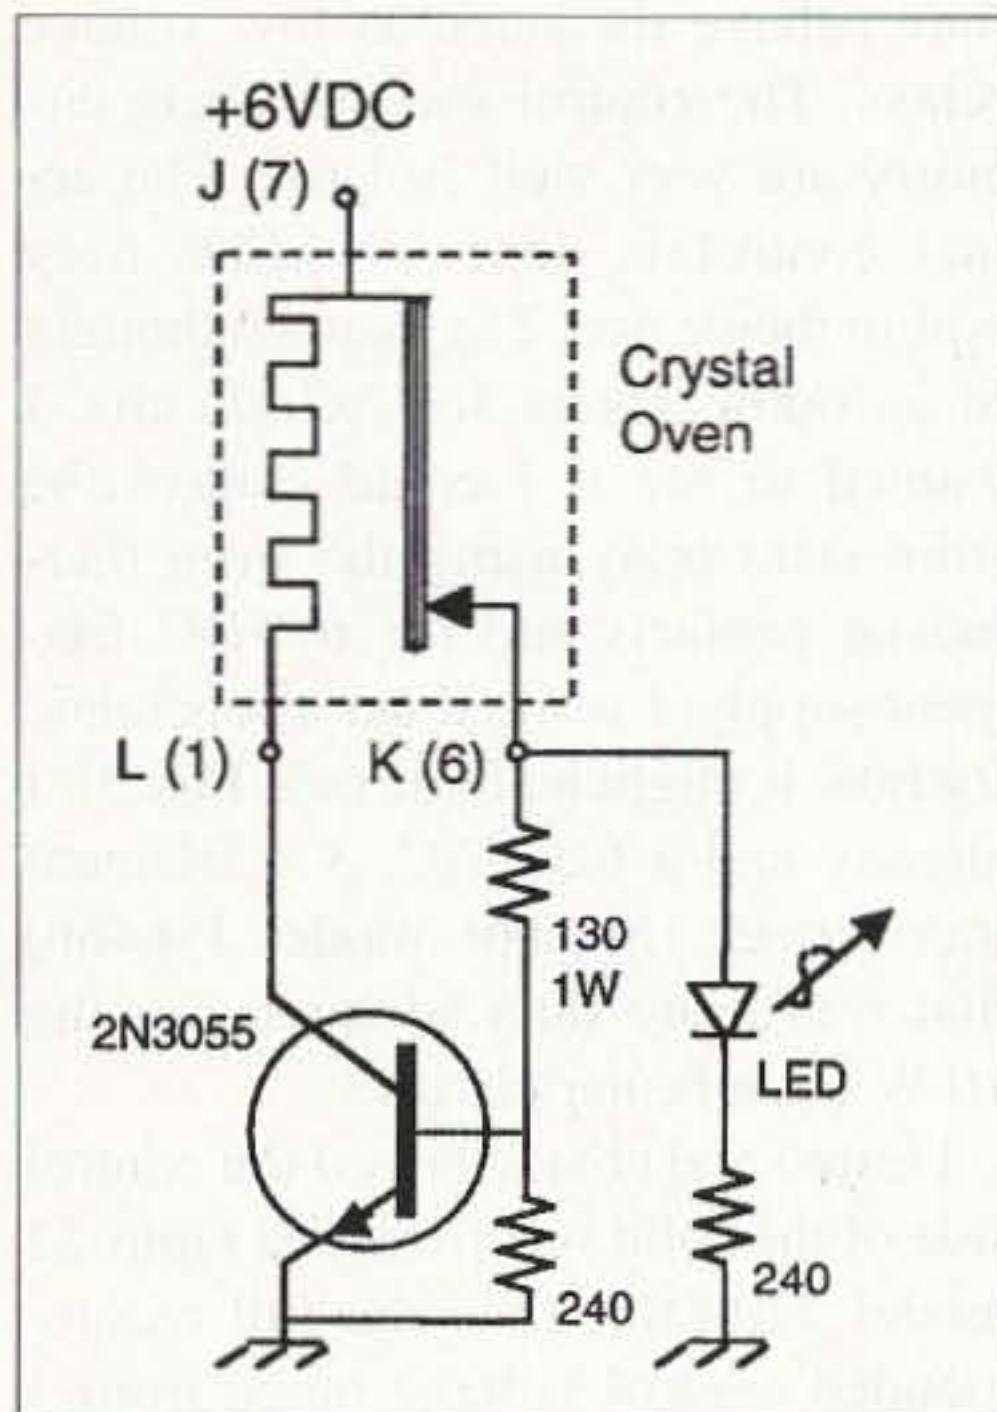 +6VDC
J (7)
Crystal
Oven
L (1)
K (6)
130
1W
2N3055
LED
240
240